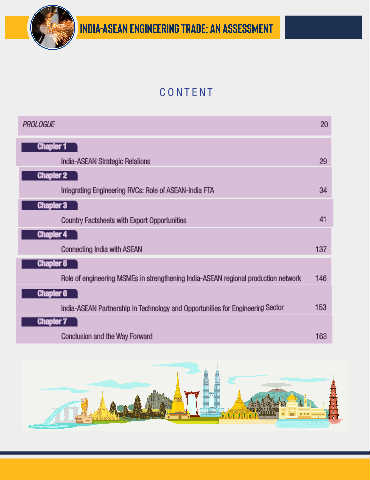 INDIA-ASEAN ENGINEERING TRADE: AN ASSESSMENT
CONTENT
PROLOGUE 20
Chapter 1
India-ASEAN Strategic Relations 29
Chapter 2
Integrating Engineering RVCs: Role of ASEAN-India FTA 34
Chapter 3
Country Factsheets with Export Opportunities 41
Chapter 4
Connecting India with ASEAN 137
Chapter 5
Role of engineering MSMEs in strengthening India-ASEAN regional production network 146
Chapter 6
India-ASEAN Partnership in Technology and Opportunities for Engineering Sector 153
Chapter 7
Conclusion and the Way Forward 163